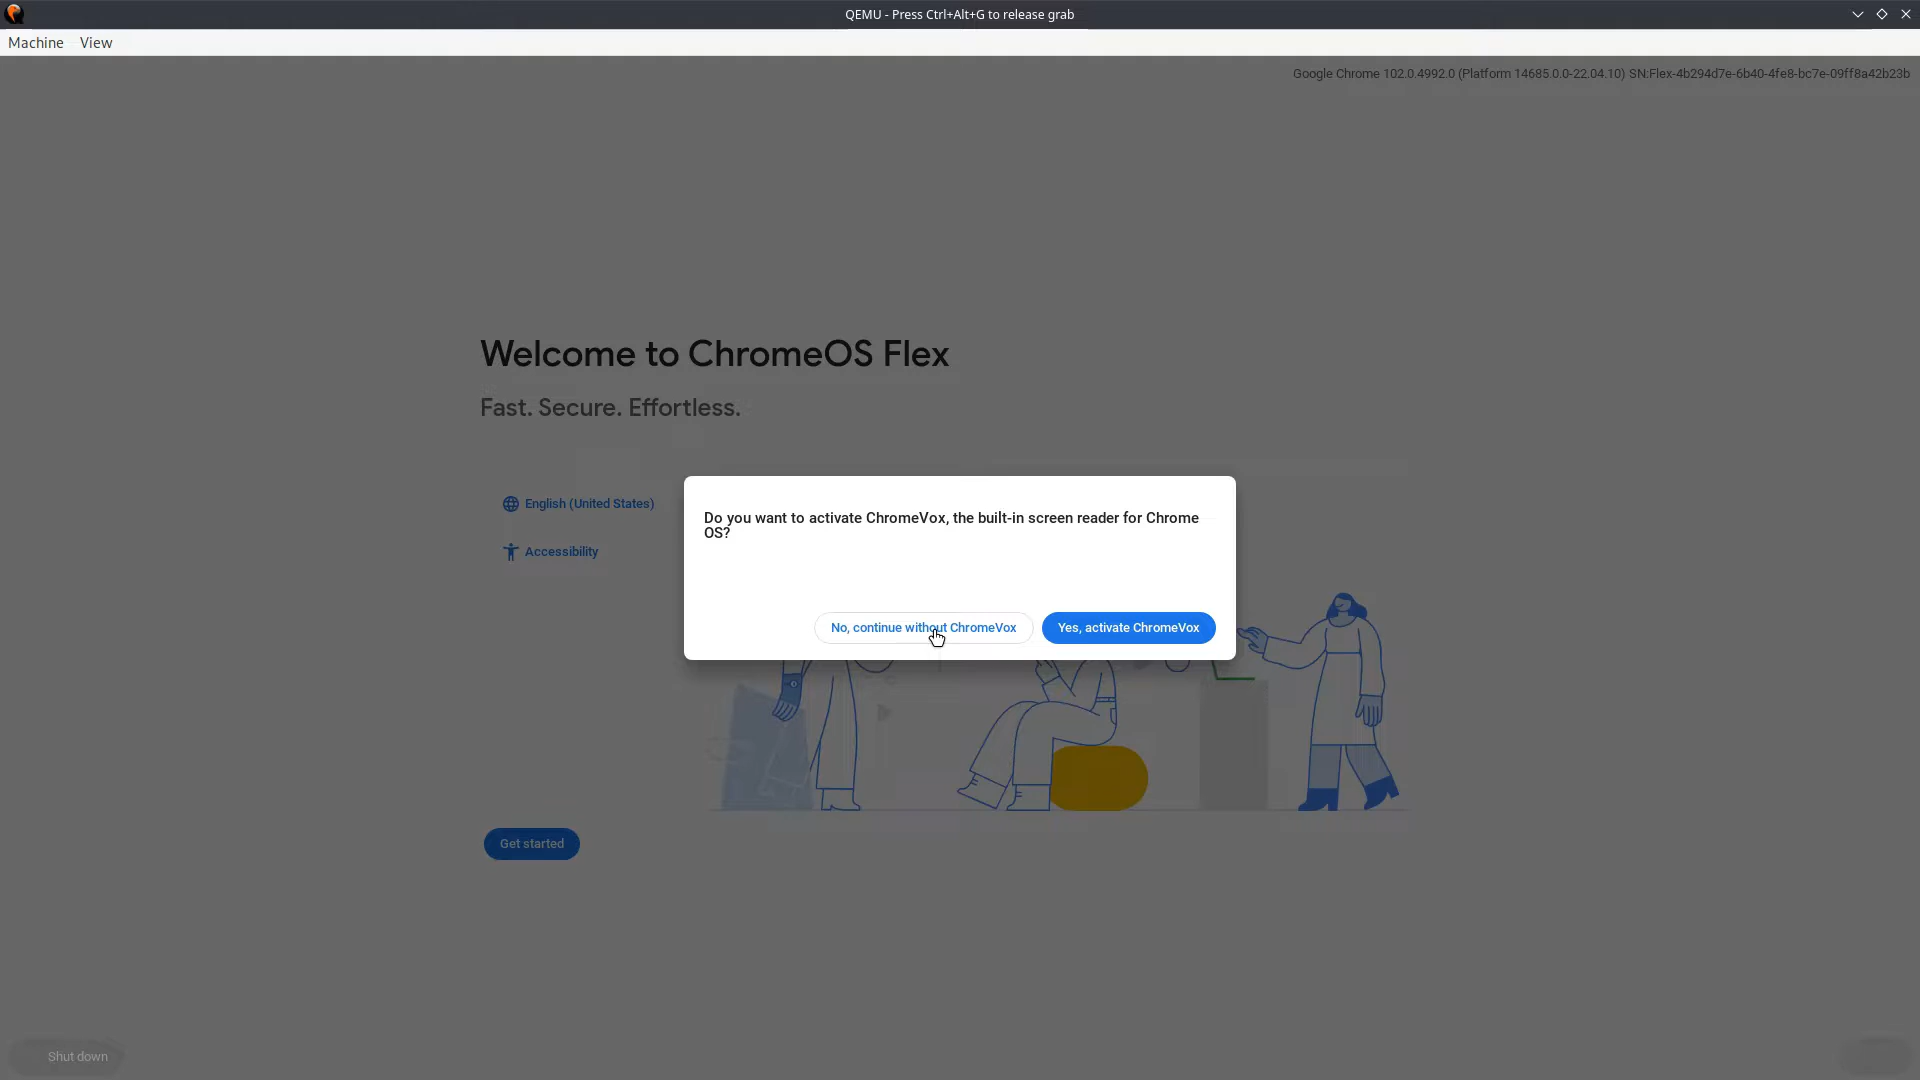 QEMU - Press Ctrl+Alt+G to release grab
Machine View
Google Chrome 102.0.4992.0 (Platform 14685.0.0-22.04.10) SN:Flex-4b294d7e-6b40-4fe8-bc7e-09ff8a42b23b
Welcome to ChromeOS Flex
Fast. Secure. Effortless.
English (United States)
Accessibility
Do you want to activate ChromeVox, the built-in screen reader for Chrome
OS?
No, continue without ChromeVox
Yes, activate ChromeVox
Get started
Shut down